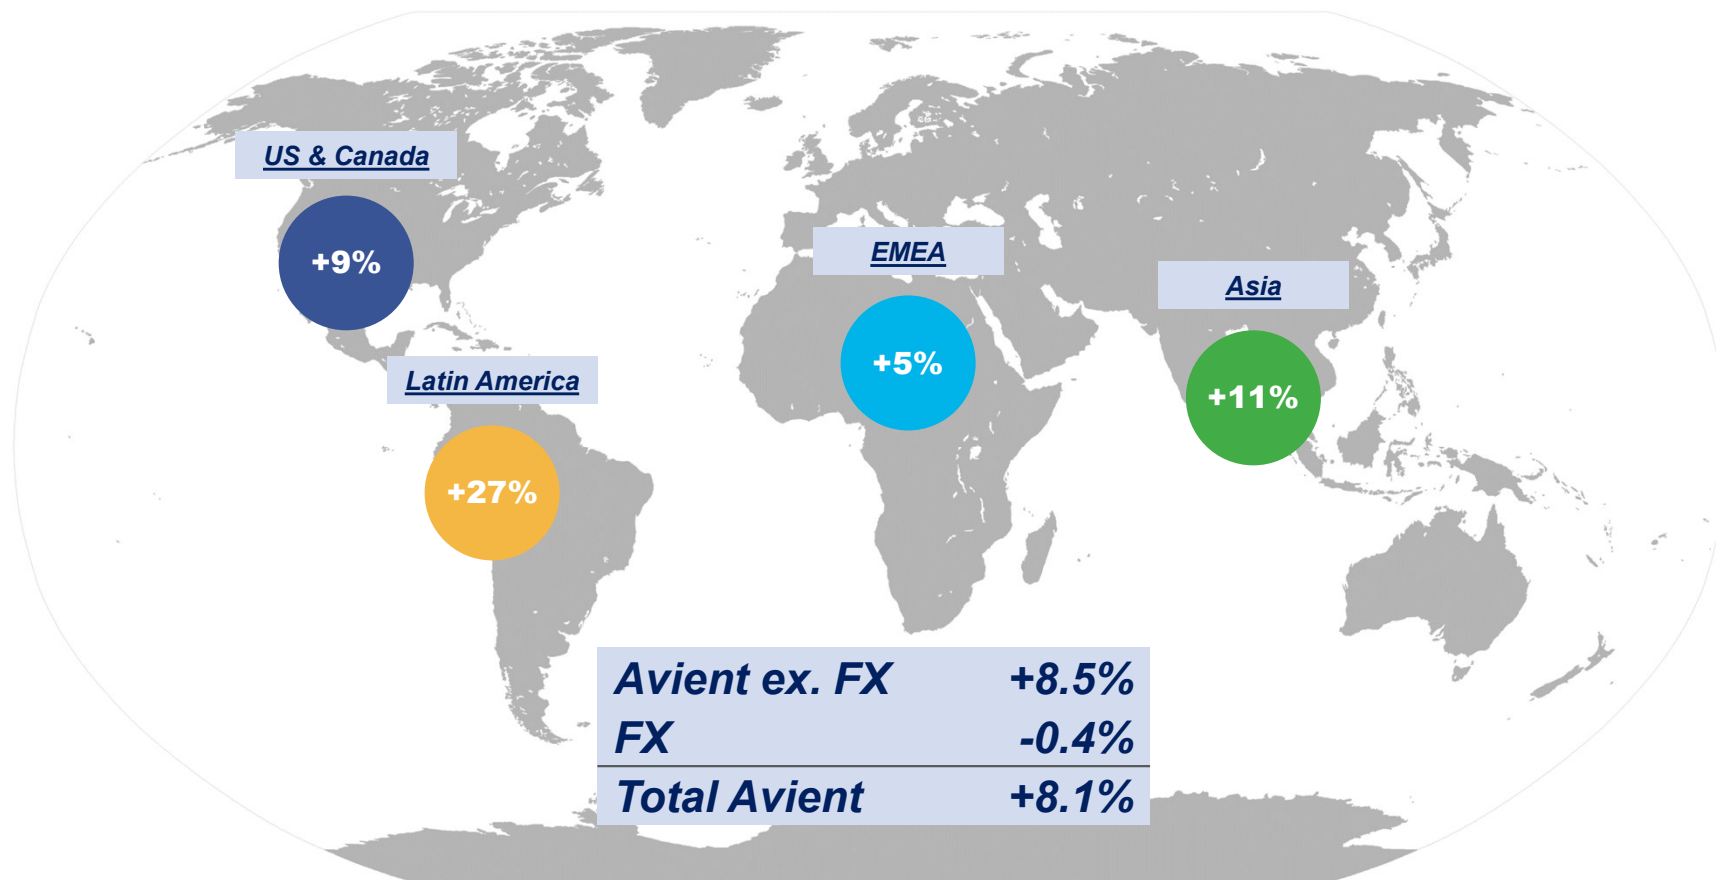 US & Canada
+9%
EMEA
+5%
Asia
+11%
Latin America
+27%
Avient ex. FX +8.5%
FX -0.4%
Total Avient +8.1%